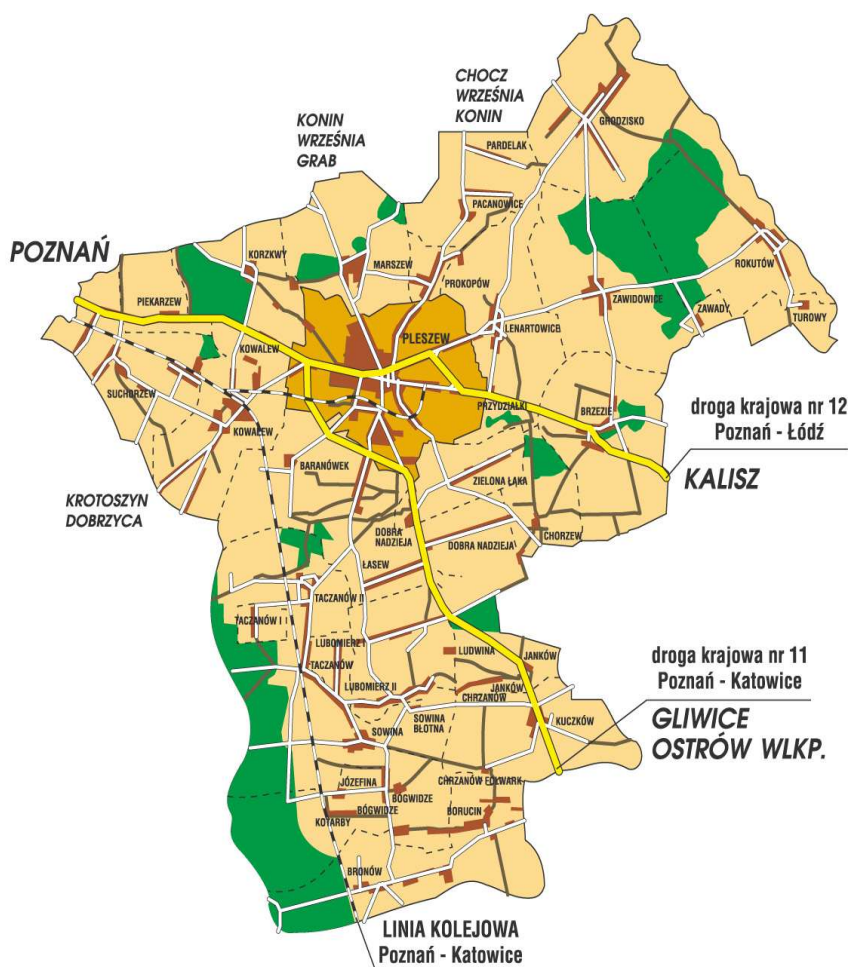 CHOCZ
WRZEŚNIA
KONIN
KONIN
WRZEŚNIA
GRAB
GRODZISKO
PARDELAK
PACANOWICE
POZNAŃ
KORZKWY
MARSZEW
PROKOPÓW
ROKUTÓW
PIEKARZEW
ZAWIDOWICE
ZAWADY
TUROWY
LENARTOWICE
PLESZEW
KOWALEW
SUCHORZEW
PRZYDZIAŁKI
BRZEZIE
droga krajowa nr 12
Poznań - Łódź
KOWALEW
KALISZ
BARANÓWEK
ZIELONA ŁĄKA
KROTOSZYN
DOBRZYCA
DOBRA
NADZIEJA
DOBRA NADZIEJA
CHORZEW
ŁASEW
TACZANÓW II
TACZANÓW I
LUBOMIERZ I
LUDWINA
JANKÓW
droga krajowa nr 11
Poznań - Katowice
TACZANÓW
LUBOMIERZ II
JANKÓW
CHRZANÓW
SOWINA
BŁOTNA
KUCZKÓW
GLIWICE
OSTRÓW WLKP.
SOWINA
JÓZEFINA
CHRZANÓW FOLWARK
BÓGWIDZE
BÓGWIDZE
KOTARBY
BORUCIN
BRONÓW
LINIA KOLEJOWA
Poznań - Katowice